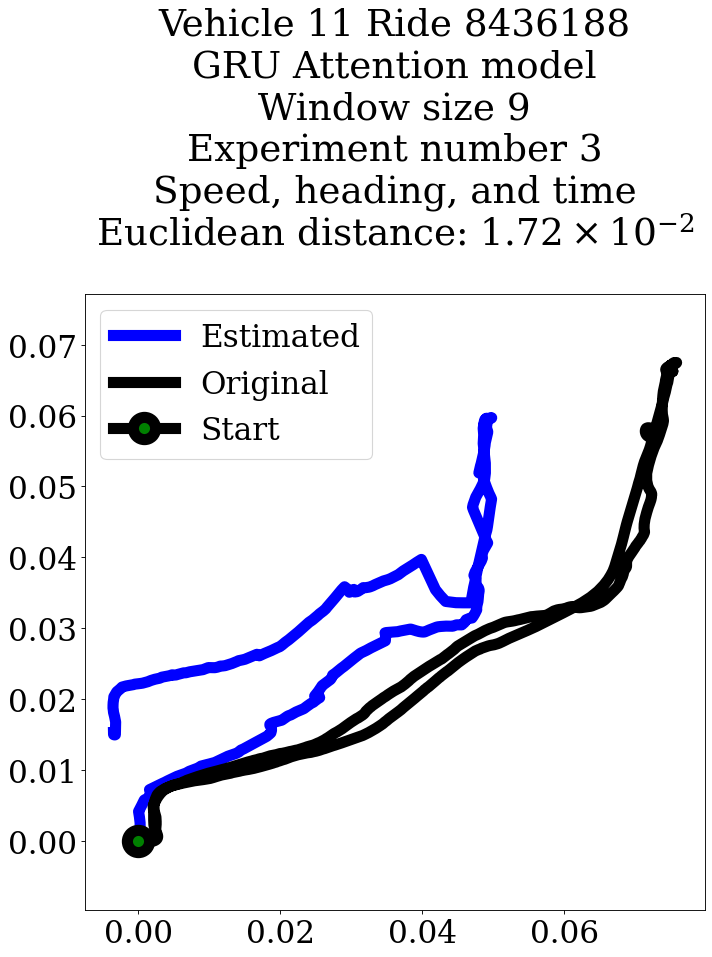 Vehicle 11 Ride 8436188
GRU Attention model
Window size 9
Experiment number 3
Speed, heading, and time
Euclidean distance: 1.72 × 10⁻²
Estimated
Original
Start
0.07
0.06
0.05
0.04
0.03
0.02
0.01
0.00
0.00 0.02 0.04 0.06